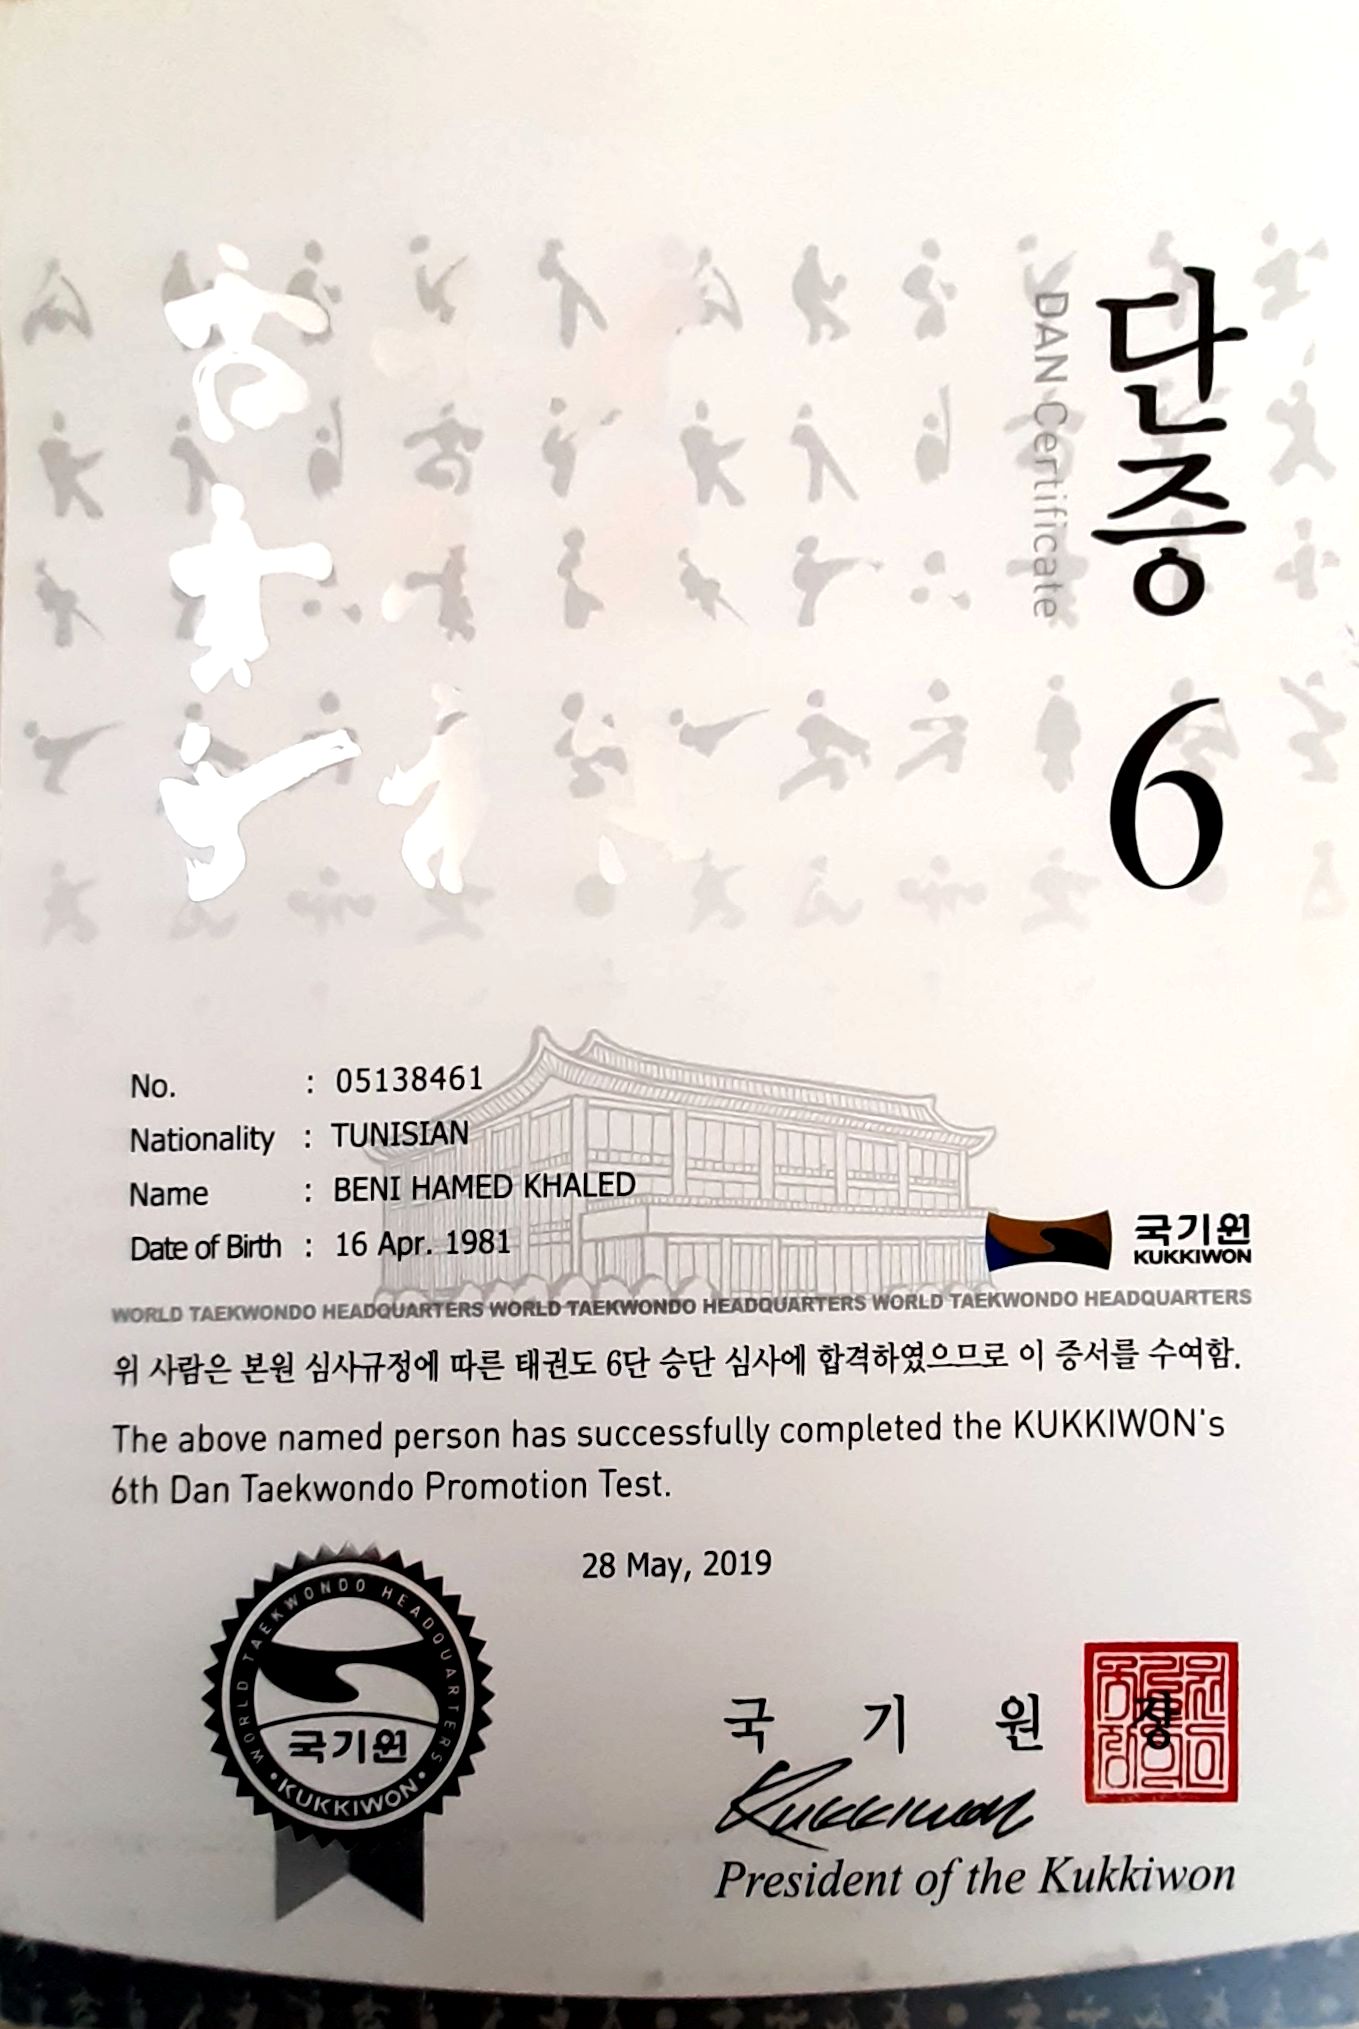 단증
DAN Certificate
6
No. : 05138461
Nationality : TUNISIAN
Name : BENI HAMED KHALED
Date of Birth : 16 Apr. 1981
국기원
KUKKIWON
WORLD TAEKWONDO HEADQUARTERS WORLD TAEKWONDO HEADQUARTERS WORLD TAEKWONDO HEADQUARTERS
위 사람은 본원 심사규정에 따른 태권도 6단 승단 심사에 합격하였으므로 이 증서를 수여함.
The above named person has successfully completed the KUKKIWON's
6th Dan Taekwondo Promotion Test.
28 May, 2019
WORLD TAEKWONDO HEADQUARTERS
국기원
KUKKIWON
국 기 원 장
Kukkiwon
President of the Kukkiwon